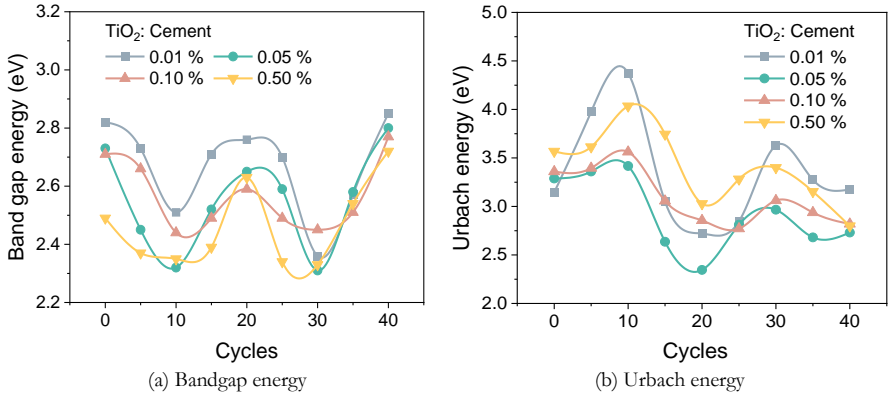 TiO₂: Cement
0.01 % 0.05 %
0.10 % 0.50 %
Band gap energy (eV)
3.2
3.0
2.8
2.6
2.4
2.2
0 10 20 30 40
Cycles
(a) Bandgap energy
TiO₂: Cement
0.01 %
0.05 %
0.10 %
0.50 %
Urbach energy (eV)
5.0
4.5
4.0
3.5
3.0
2.5
2.0
0 10 20 30 40
Cycles
(b) Urbach energy